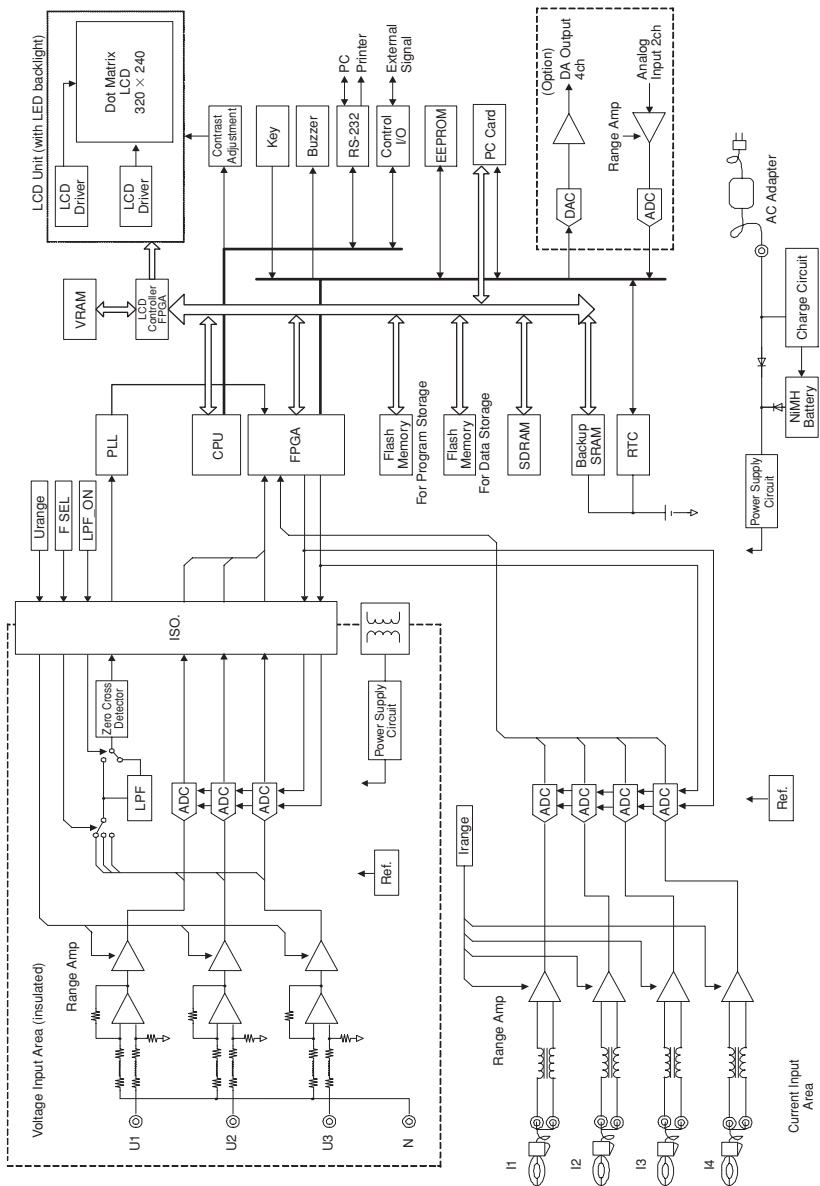 Voltage Input Area (insulated)
U1
U2
U3
N
Range Amp
ADC
ADC
ADC
Ref.
LPF
Zero Cross
Detector
Power Supply
Circuit
ISO.
Urange
F SEL
LPF_ON
Current Input
Area
I1
I2
I3
I4
Range Amp
Irange
ADC
ADC
ADC
ADC
Ref.
PLL
CPU
FPGA
Flash
Memory
For Program Storage
Flash
Memory
For Data Storage
SDRAM
Backup
SRAM
RTC
VRAM
LCD
Controller
FPGA
LCD Unit (with LED backlight)
LCD
Driver
LCD
Driver
Dot Matrix
LCD
320 × 240
Contrast
Adjustment
Key
Buzzer
RS-232
PC
Printer
Control
I/O
External
Signal
EEPROM
PC Card
(Option)
DA Output
4ch
DAC
Analog
Input 2ch
Range Amp
ADC
AC Adapter
Charge Circuit
NiMH
Battery
Power Supply
Circuit